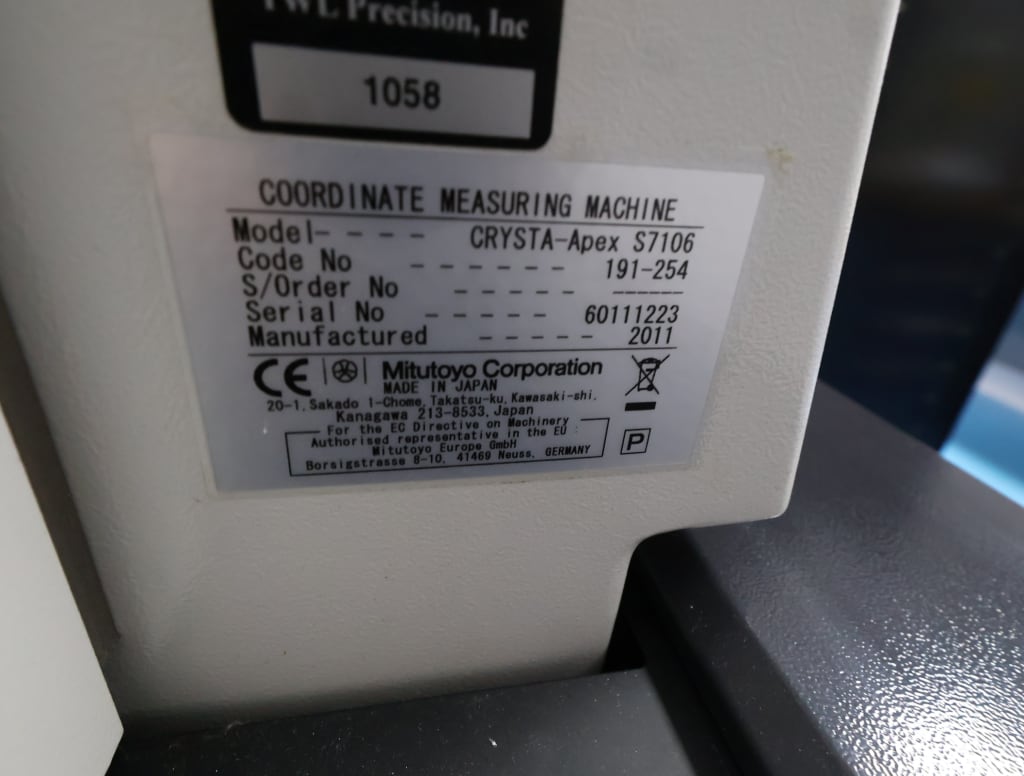 Precision, Inc
1058
COORDINATE MEASURING MACHINE
Model- - - - CRYSTA-Apex S7106
Code No - - - - - - 191-254
S/Order No - - - - - ------
Serial No - - - - - 60111223
Manufactured - - - - - 2011
CE Mitutoyo Corporation
MADE IN JAPAN
20-1, Sakado 1-Chome, Takatsu-ku, Kawasaki-shi,
Kanagawa 213-8533, Japan
For the EC Directive on Machinery
Authorised representative in the EU :
Mitutoyo Europe GmbH
Borsigstrasse 8-10, 41469 Neuss, GERMANY
P